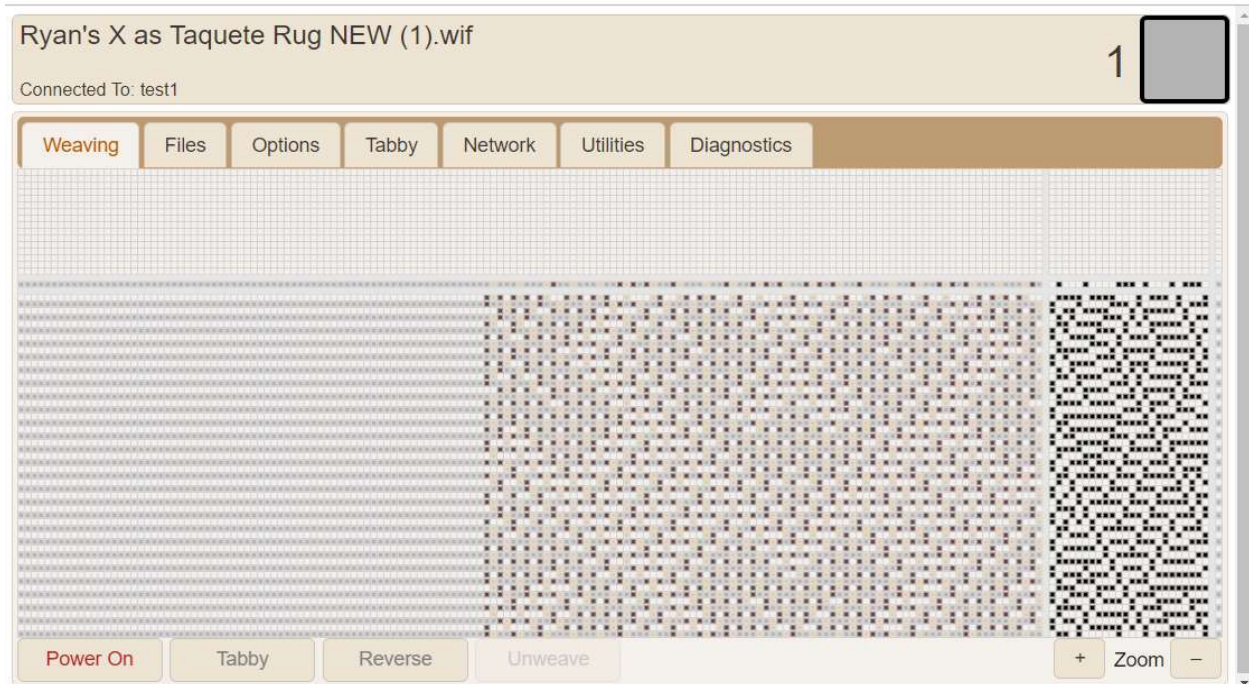 Ryan's X as Taquete Rug NEW (1).wif
1
Connected To: test1
Weaving Files Options Tabby Network Utilities Diagnostics
Power On Tabby Reverse Unweave + Zoom –